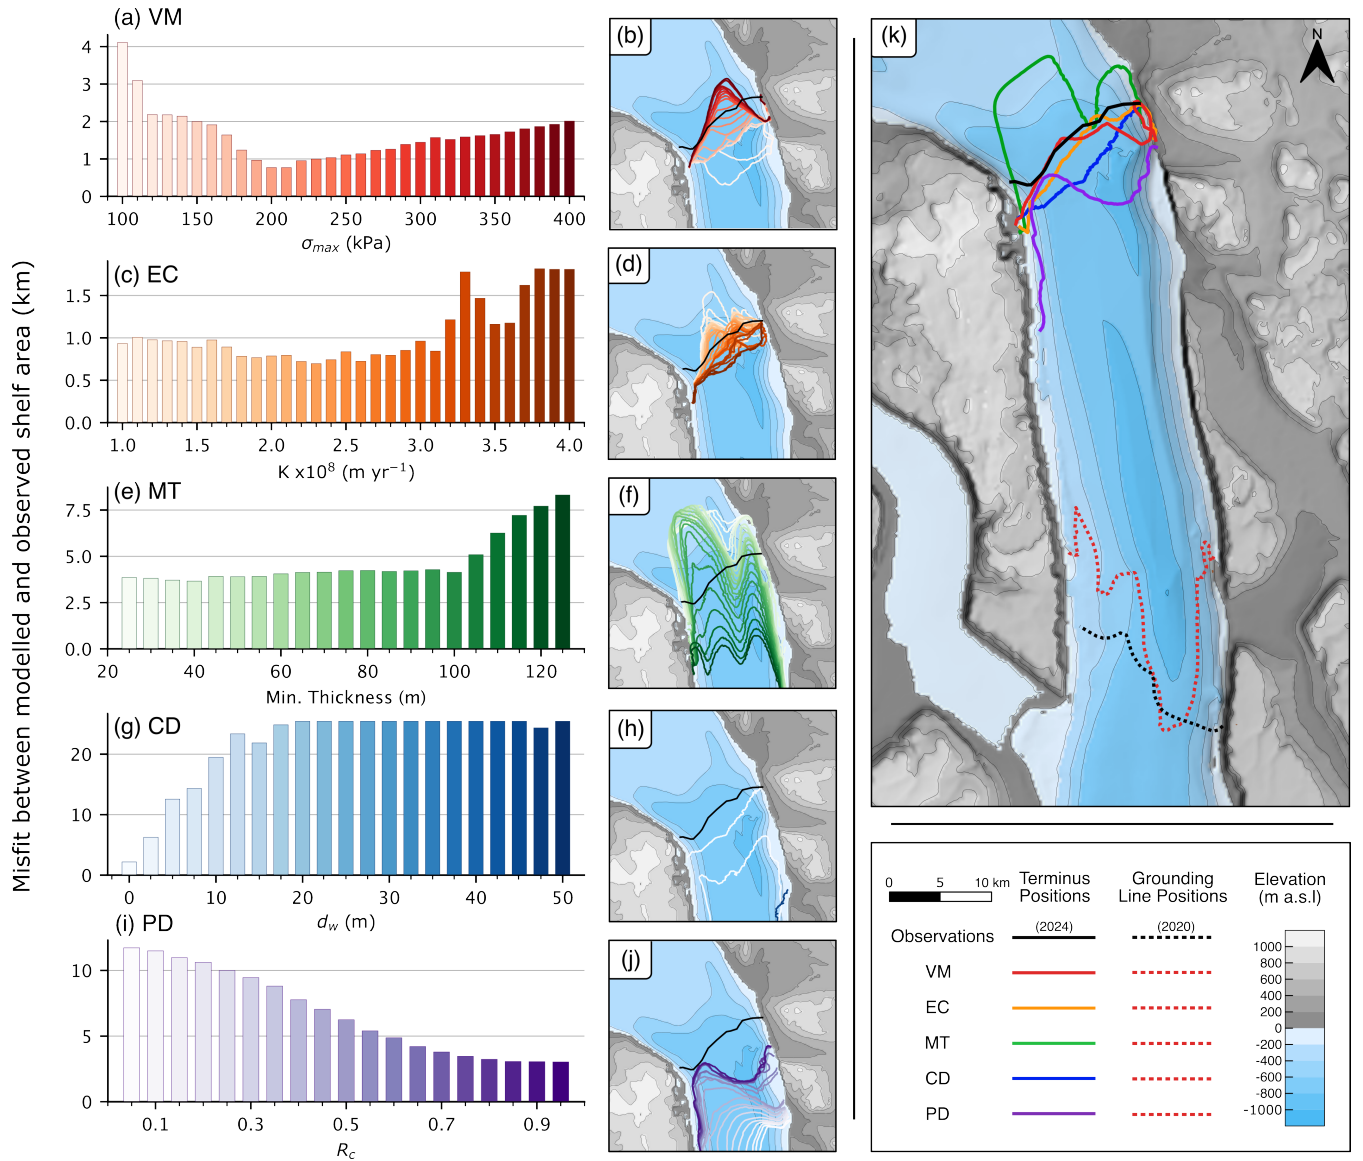 Misfit between modelled and observed shelf area (km)
(a) VM
4
3
2
1
0
100 150 200 250 300 350 400
σmax (kPa)
(b)
(c) EC
1.5
1.0
0.5
0.0
1.0 1.5 2.0 2.5 3.0 3.5 4.0
K x10⁸ (m yr⁻¹)
(d)
(e) MT
7.5
5.0
2.5
0.0
20 40 60 80 100 120
Min. Thickness (m)
(f)
(g) CD
20
10
0
0 10 20 30 40 50
dw (m)
(h)
(i) PD
10
5
0
0.1 0.3 0.5 0.7 0.9
Rc
(j)
(k)
N
0 5 10 km
Terminus Positions
Grounding Line Positions
Elevation (m a.s.l)
Observations (2024) (2020)
VM
EC
MT
CD
PD
1000
800
600
400
200
0
-200
-400
-600
-800
-1000